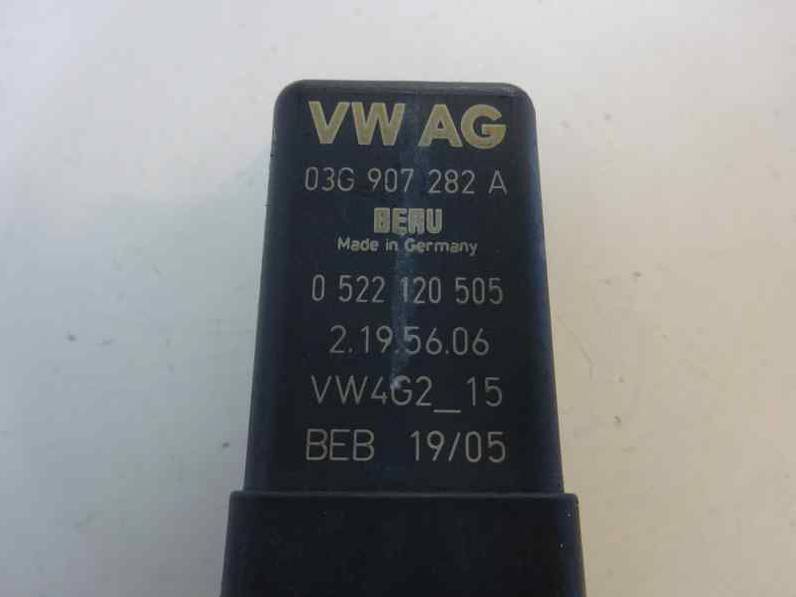 VW AG
03G 907 282 A
BERU
Made in Germany
0 522 120 505
2.19.56.06
VW4G2_15
BEB 19/05